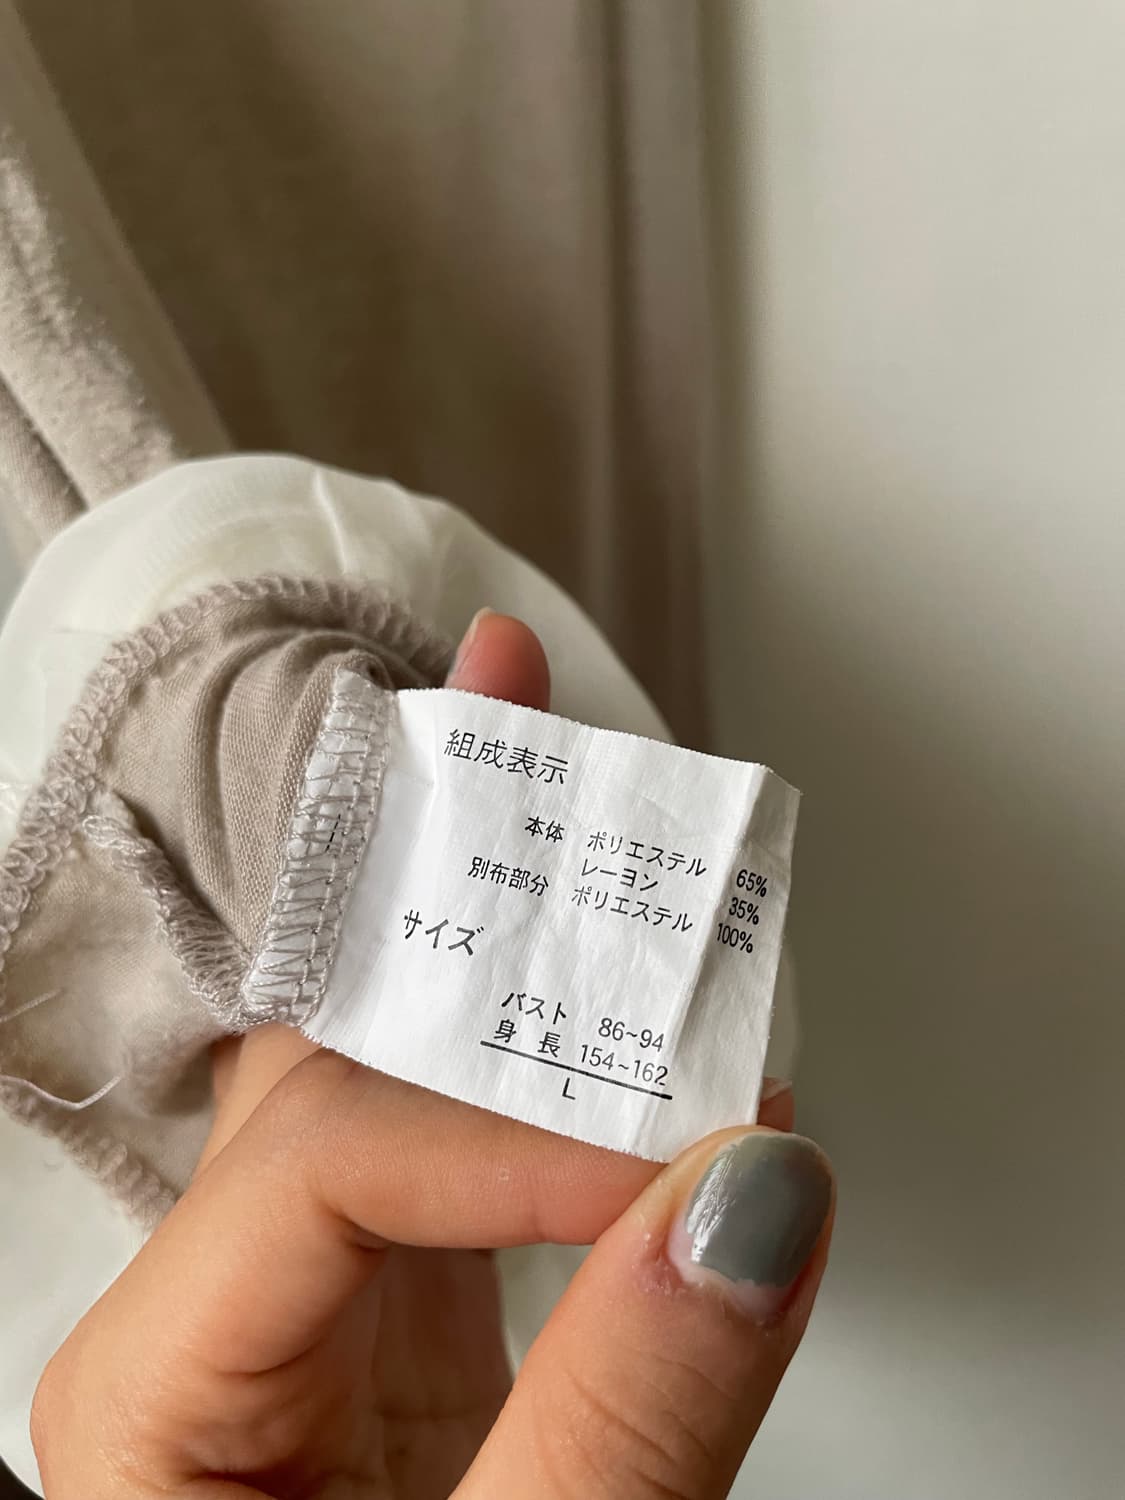 組成表示
本体 ポリエステル 65%
レーヨン 35%
別布部分 ポリエステル 100%
サイズ
バスト 86~94
身長 154~162
L